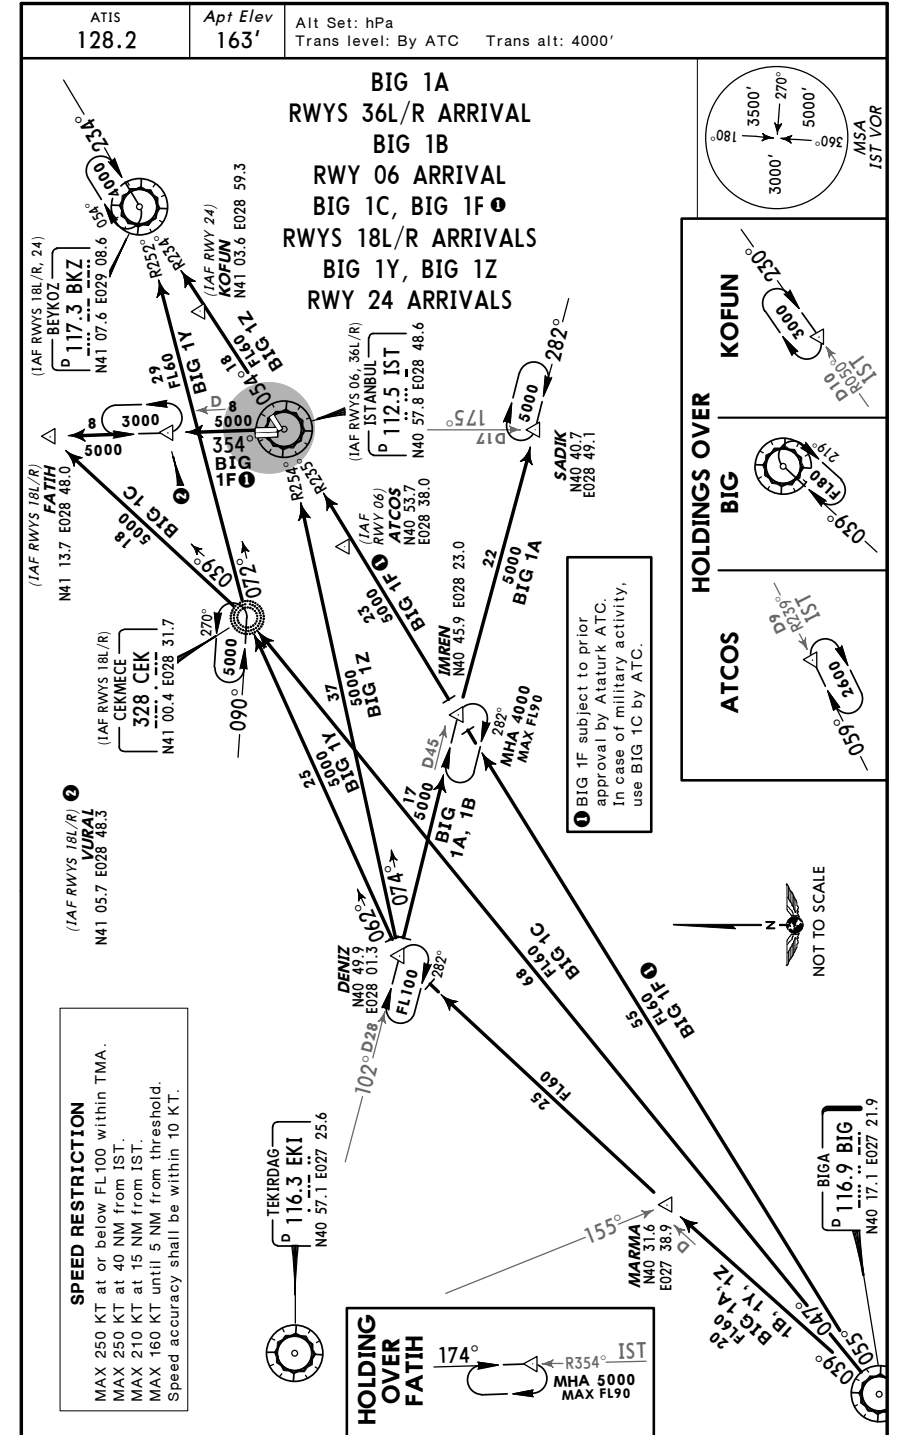 ATIS
128.2
Apt Elev
163'
Alt Set: hPa
Trans level: By ATC Trans alt: 4000'
BIG 1A
RWYS 36L/R ARRIVAL
BIG 1B
RWY 06 ARRIVAL
BIG 1C, BIG 1F ❶
RWYS 18L/R ARRIVALS
BIG 1Y, BIG 1Z
RWY 24 ARRIVALS
MSA
IST VOR
180°
270°
360°
3500'
5000'
3000'
234°
4000
054°
R252°
R234°
(IAF RWYS 18L/R, 24)
BEYKOZ
D 117.3 BKZ
N41 07.6 E029 08.6
(IAF RWY 24)
KOFUN
N41 03.6 E028 59.3
29
FL60
BIG 1Y
18
FL60
BIG 1Z
054°
(IAF RWYS 06, 36L/R)
ISTANBUL
D 112.5 IST
N40 57.8 E028 48.6
D 8
5000
354°
BIG
1F ❶
3000
8
5000
❷
(IAF RWYS 18L/R)
FATIH
N41 13.7 E028 48.0
18
5000
BIG 1C
039°
072°
R254°
R235°
(IAF
RWY 06)
ATCOS
N40 53.7
E028 38.0
175°
D17
5000
282°
SADIK
N40 40.7
E028 49.1
22
5000
BIG 1A
23
5000
BIG 1F ❶
IMREN
N40 45.9 E028 23.0
282°
MHA 4000
MAX FL90
D45
(IAF RWYS 18L/R)
CEKMECE
328 CEK
N41 00.4 E028 31.7
270°
5000
090°
37
5000
BIG 1Z
25
5000
BIG 1Y
17
5000
BIG
1A, 1B
062°
074°
(IAF RWYS 18L/R) ❷
VURAL
N41 05.7 E028 48.3
DENIZ
N40 49.9
E028 01.3
FL100
282°
102°
D28
❶ BIG 1F subject to prior
approval by Ataturk ATC.
In case of military activity,
use BIG 1C by ATC.
HOLDINGS OVER
KOFUN
230°
3000
D10
R050°
IST
BIG
219°
FL80
039°
ATCOS
D9
R239°
IST
2600
059°
N
NOT TO SCALE
68
FL60
BIG 1C
55
FL60
BIG 1F ❶
25
FL60
SPEED RESTRICTION
MAX 250 KT at or below FL100 within TMA.
MAX 250 KT at 40 NM from IST.
MAX 210 KT at 15 NM from IST.
MAX 160 KT until 5 NM from threshold.
Speed accuracy shall be within 10 KT.
TEKIRDAG
D 116.3 EKI
N40 57.1 E027 25.6
155°
MARMA
N40 31.6
E027 38.9
D
20
FL60
BIG 1A,
1B, 1Y, 1Z
047°
055°
039°
BIGA
D 116.9 BIG
N40 17.1 E027 21.9
HOLDING
OVER
FATIH
174°
R354°
IST
MHA 5000
MAX FL90